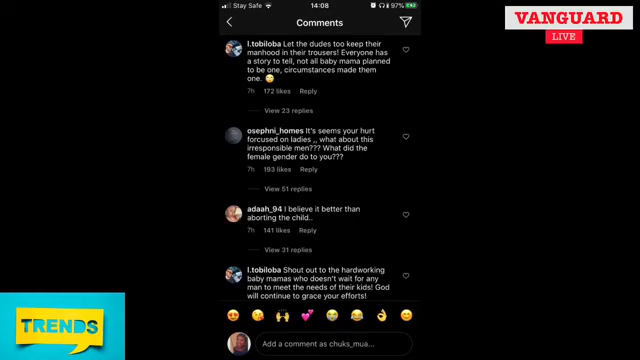 Stay Safe
14:08
97%
VANGUARD
LIVE
Comments
l.tobiloba Let the dudes too keep their
manhood in their trousers! Everyone has
a story to tell, not all baby mama planned
to be one, circumstances made them
one.
7h 172 likes Reply
View 23 replies
osephni_homes It's seems your hurt
forcused on ladies ,, what about this
irresponsible men??? What did the
female gender do to you???
7h 193 likes Reply
View 51 replies
adaah_94 I believe it better than
aborting the child..
7h 141 likes Reply
View 31 replies
l.tobiloba Shout out to the hardworking
baby mamas who doesn't wait for any
man to meet the needs of their kids! God
will continue to grace your efforts!
Add a comment as chuks_mua...
TRENDS